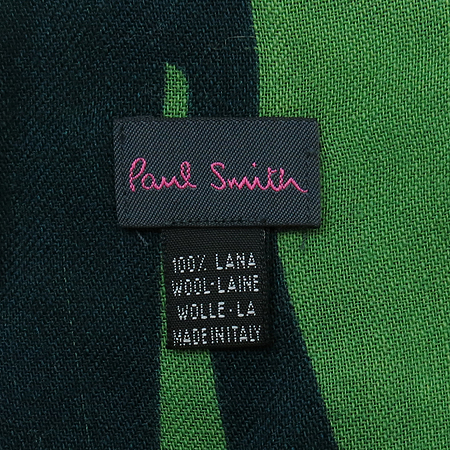 Paul Smith
100% LANA
WOOL-LAINE
WOLLE·LA
MADE IN ITALY